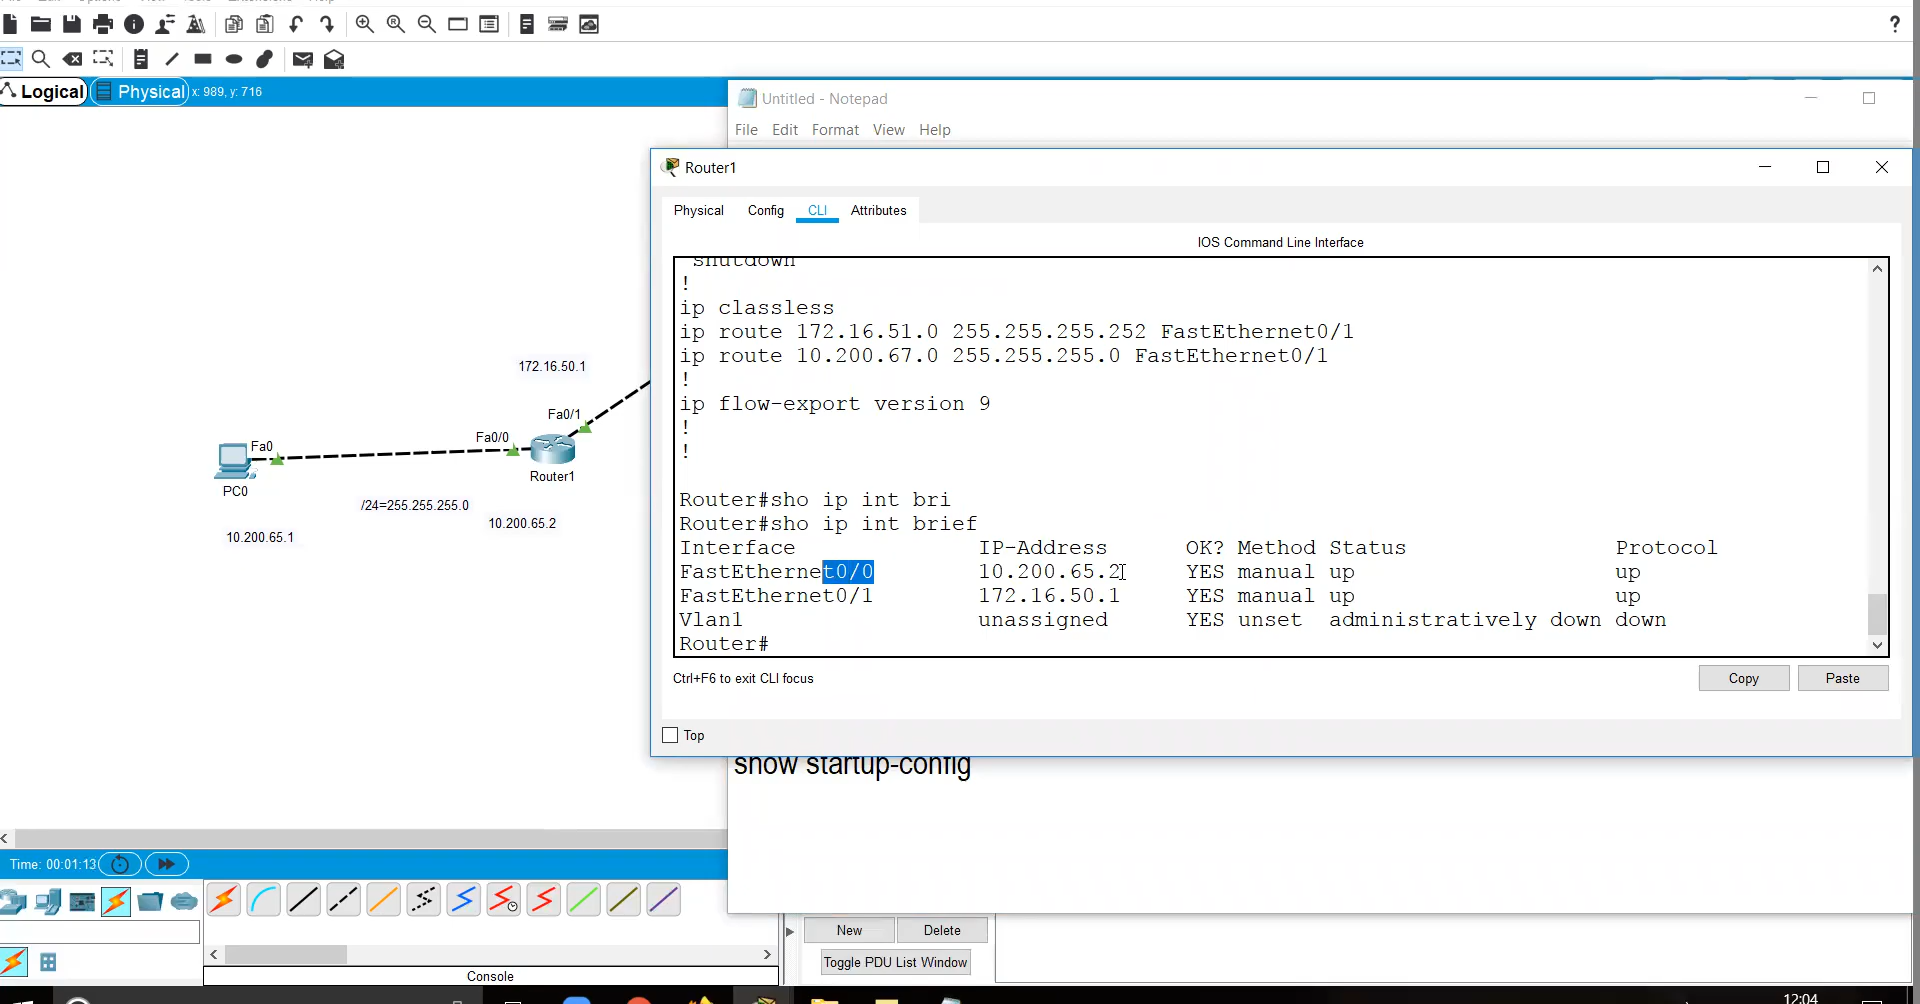 Logical
Physical x: 989, y: 716
?
Untitled - Notepad
File Edit Format View Help
Router1
Physical Config CLI Attributes
IOS Command Line Interface
shutdown
!
ip classless
ip route 172.16.51.0 255.255.255.252 FastEthernet0/1
ip route 10.200.67.0 255.255.255.0 FastEthernet0/1
!
ip flow-export version 9
!
!
Router#sho ip int bri
Router#sho ip int brief
Interface IP-Address OK? Method Status Protocol
FastEthernet0/0 10.200.65.2 YES manual up up
FastEthernet0/1 172.16.50.1 YES manual up up
Vlan1 unassigned YES unset administratively down down
Router#
Ctrl+F6 to exit CLI focus
Copy Paste
Top
show startup-config
172.16.50.1
Fa0/1
Fa0/0
Fa0
Router1
PC0
/24=255.255.255.0
10.200.65.2
10.200.65.1
Time: 00:01:13
New Delete
Toggle PDU List Window
Console
12:04